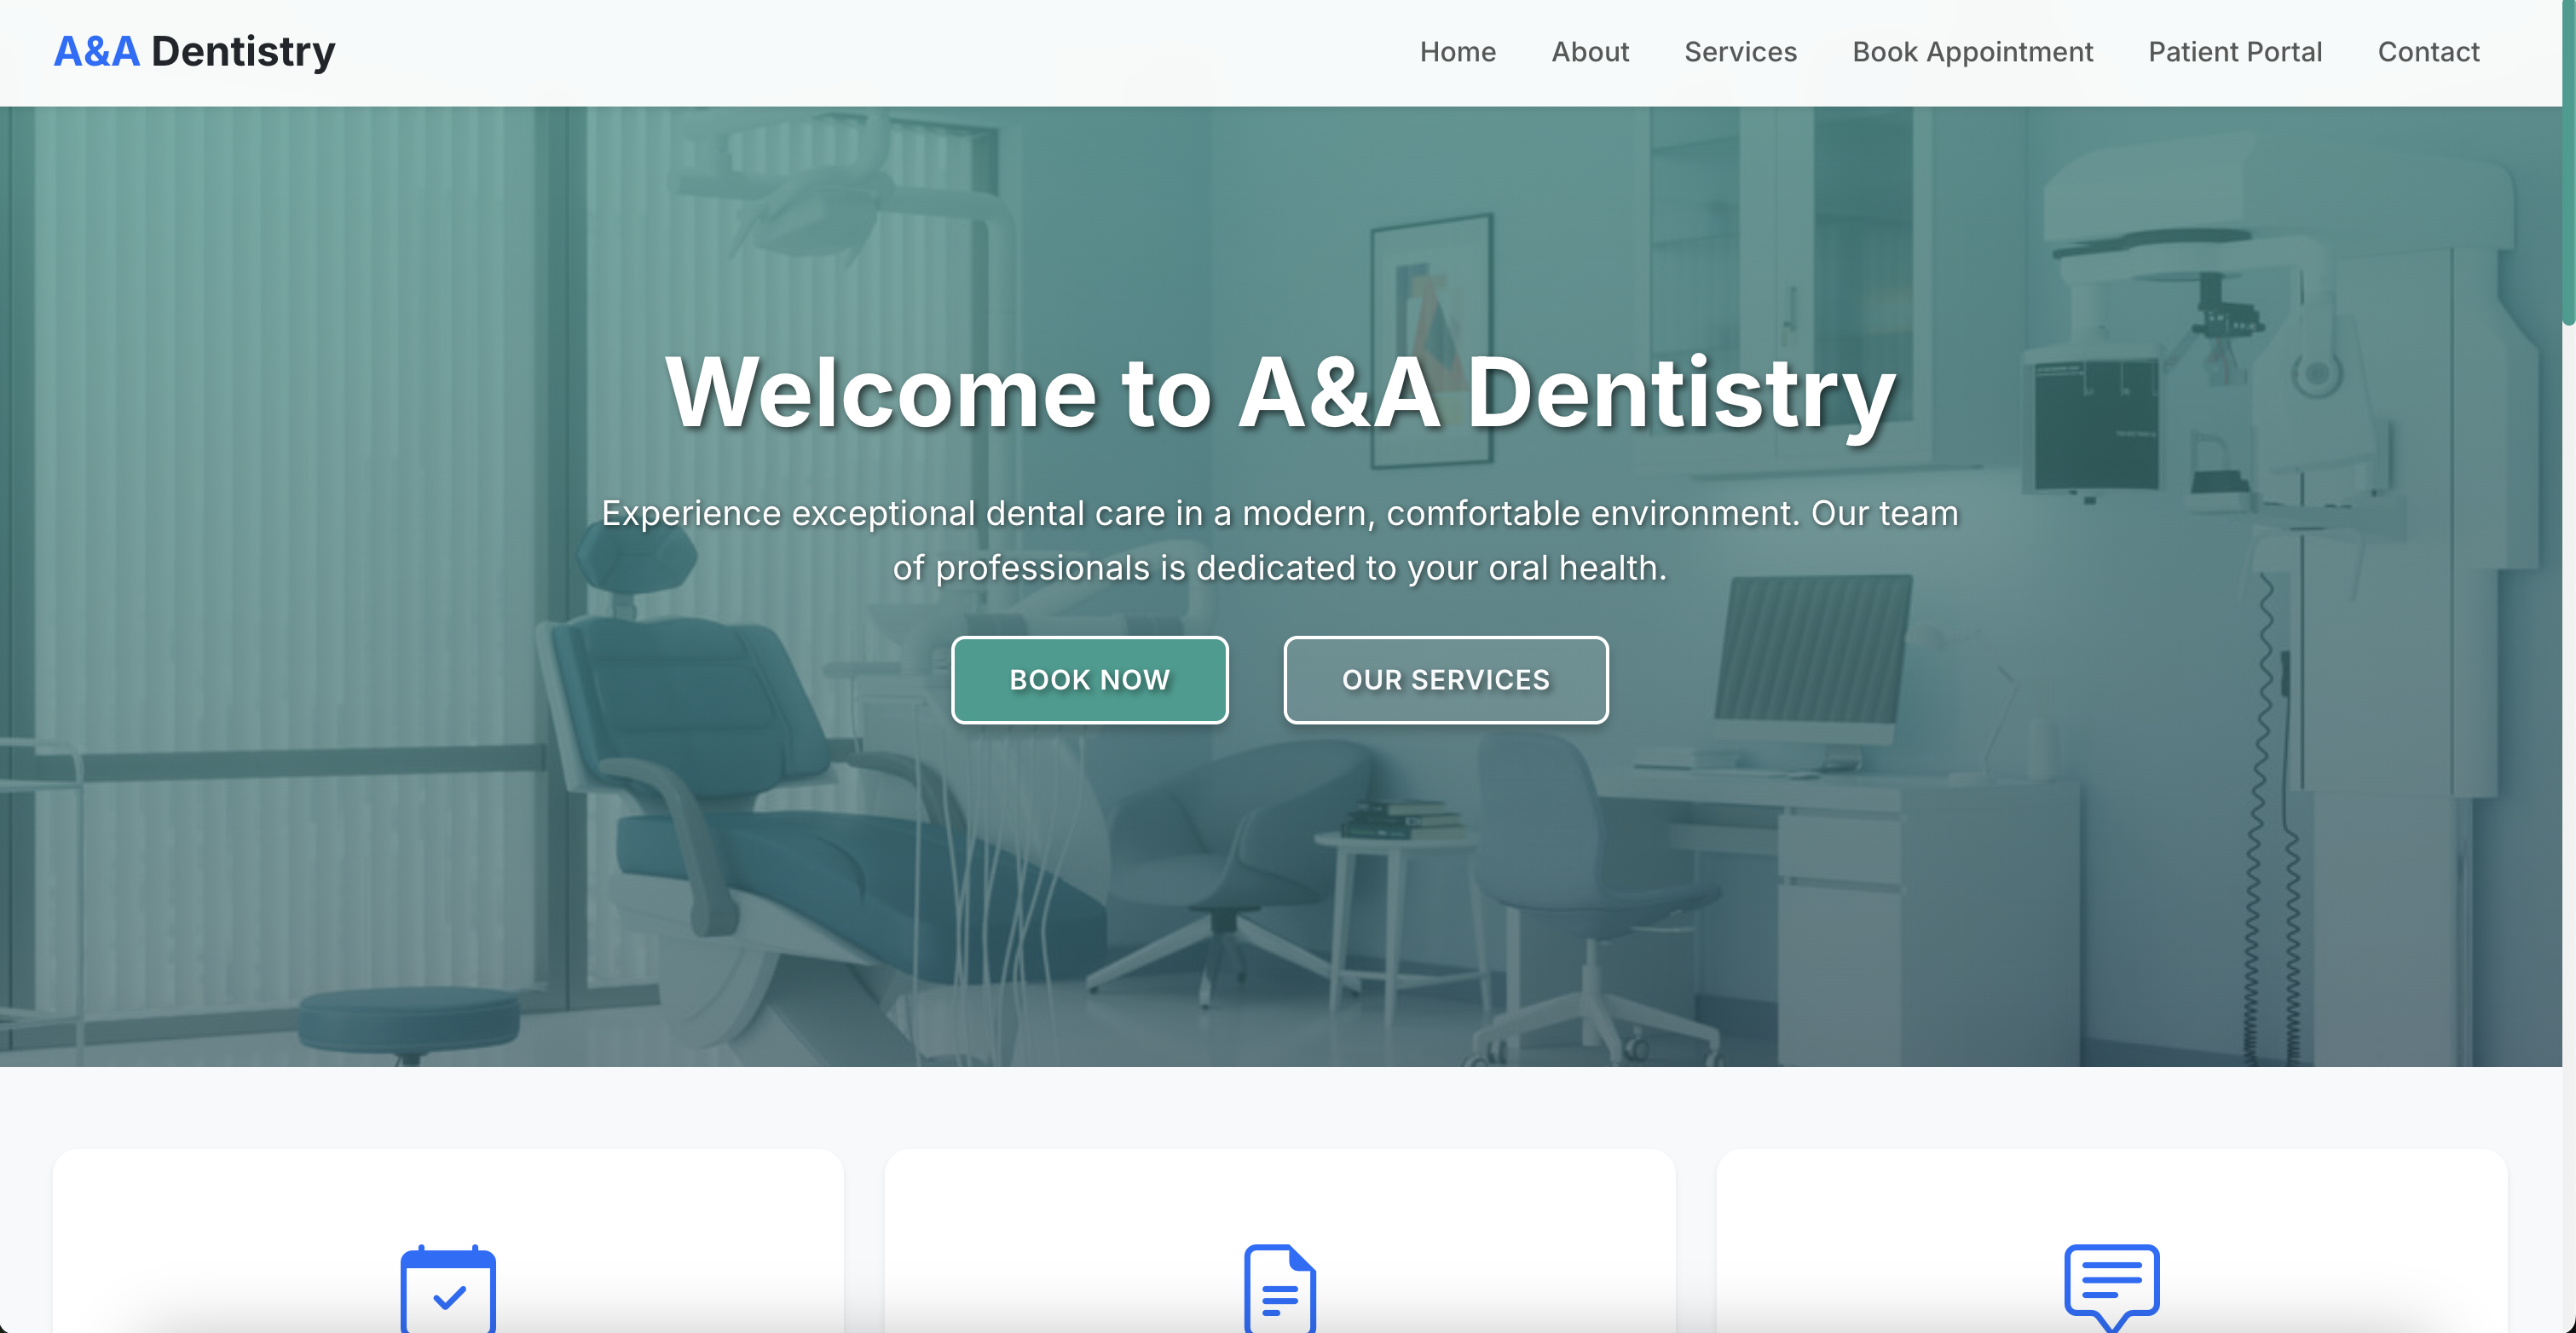 A&A Dentistry
Home
About
Services
Book Appointment
Patient Portal
Contact
Welcome to A&A Dentistry
Experience exceptional dental care in a modern, comfortable environment. Our team
of professionals is dedicated to your oral health.
BOOK NOW
OUR SERVICES